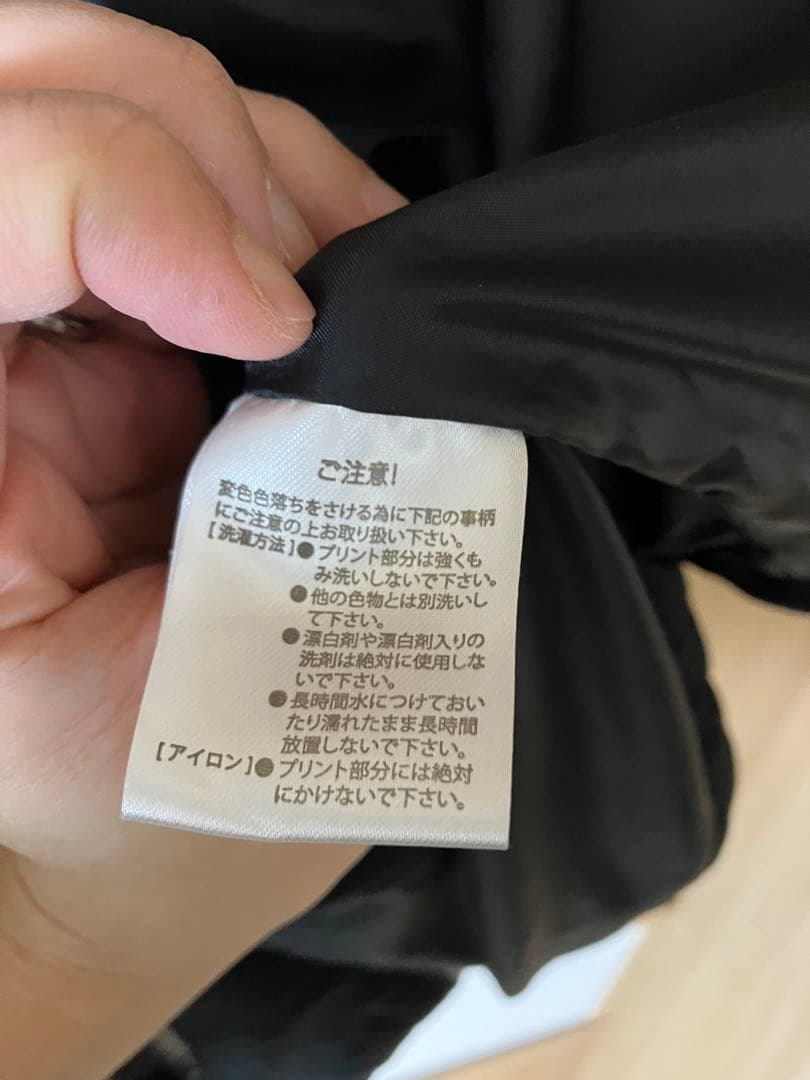 ご注意!
変色色落ちをさける為に下記の事柄
にご注意の上お取り扱い下さい。
[洗濯方法]●プリント部分は強くも
み洗いしないで下さい。
●他の色物とは別洗いし
て下さい。
●漂白剤や漂白剤入りの
洗剤は絶対に使用しな
いで下さい。
●長時間水につけておい
たり濡れたまま長時間
放置しないで下さい。
[アイロン]●プリント部分には絶対
にかけないで下さい。